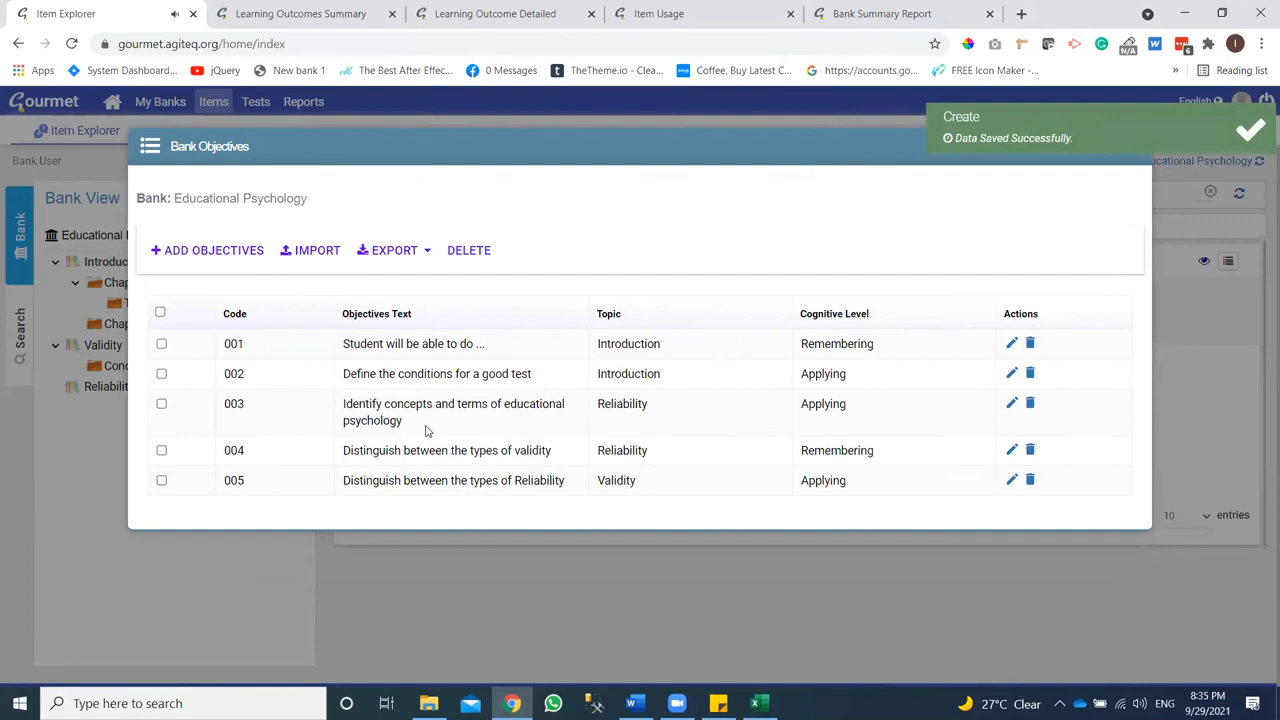 Item Explorer
Learning Outcomes Summary
Learning Outcome Detailed
Item Usage
Bank Summary Report
gourmet.agiteq.org/home/index
N/A
6
I
Apps
System Dashboard...
jQuery
New bank 1
The Best After Effec...
0 Messages
TheTheme.io - Clea...
Coffee, Buy Latest C...
https://accounts.go...
FREE Icon Maker -...
»
Reading list
Gourmet
My Banks
Items
Tests
Reports
English
Item Explorer
Create
Data Saved Successfully.
Bank Objectives
Bank User
ucational Psychology
Bank
Bank View
Bank: Educational Psychology
Educational
+ ADD OBJECTIVES
IMPORT
EXPORT
DELETE
Introduc
Chap
T
Chap
Validity
Con
Reliabilit
Search
Code
Objectives Text
Topic
Cognitive Level
Actions
001
Student will be able to do ...
Introduction
Remembering
002
Define the conditions for a good test
Introduction
Applying
003
Identify concepts and terms of educational
psychology
Reliability
Applying
004
Distinguish between the types of validity
Reliability
Remembering
005
Distinguish between the types of Reliability
Validity
Applying
10
entries
Type here to search
27°C Clear
ENG
8:35 PM
9/29/2021